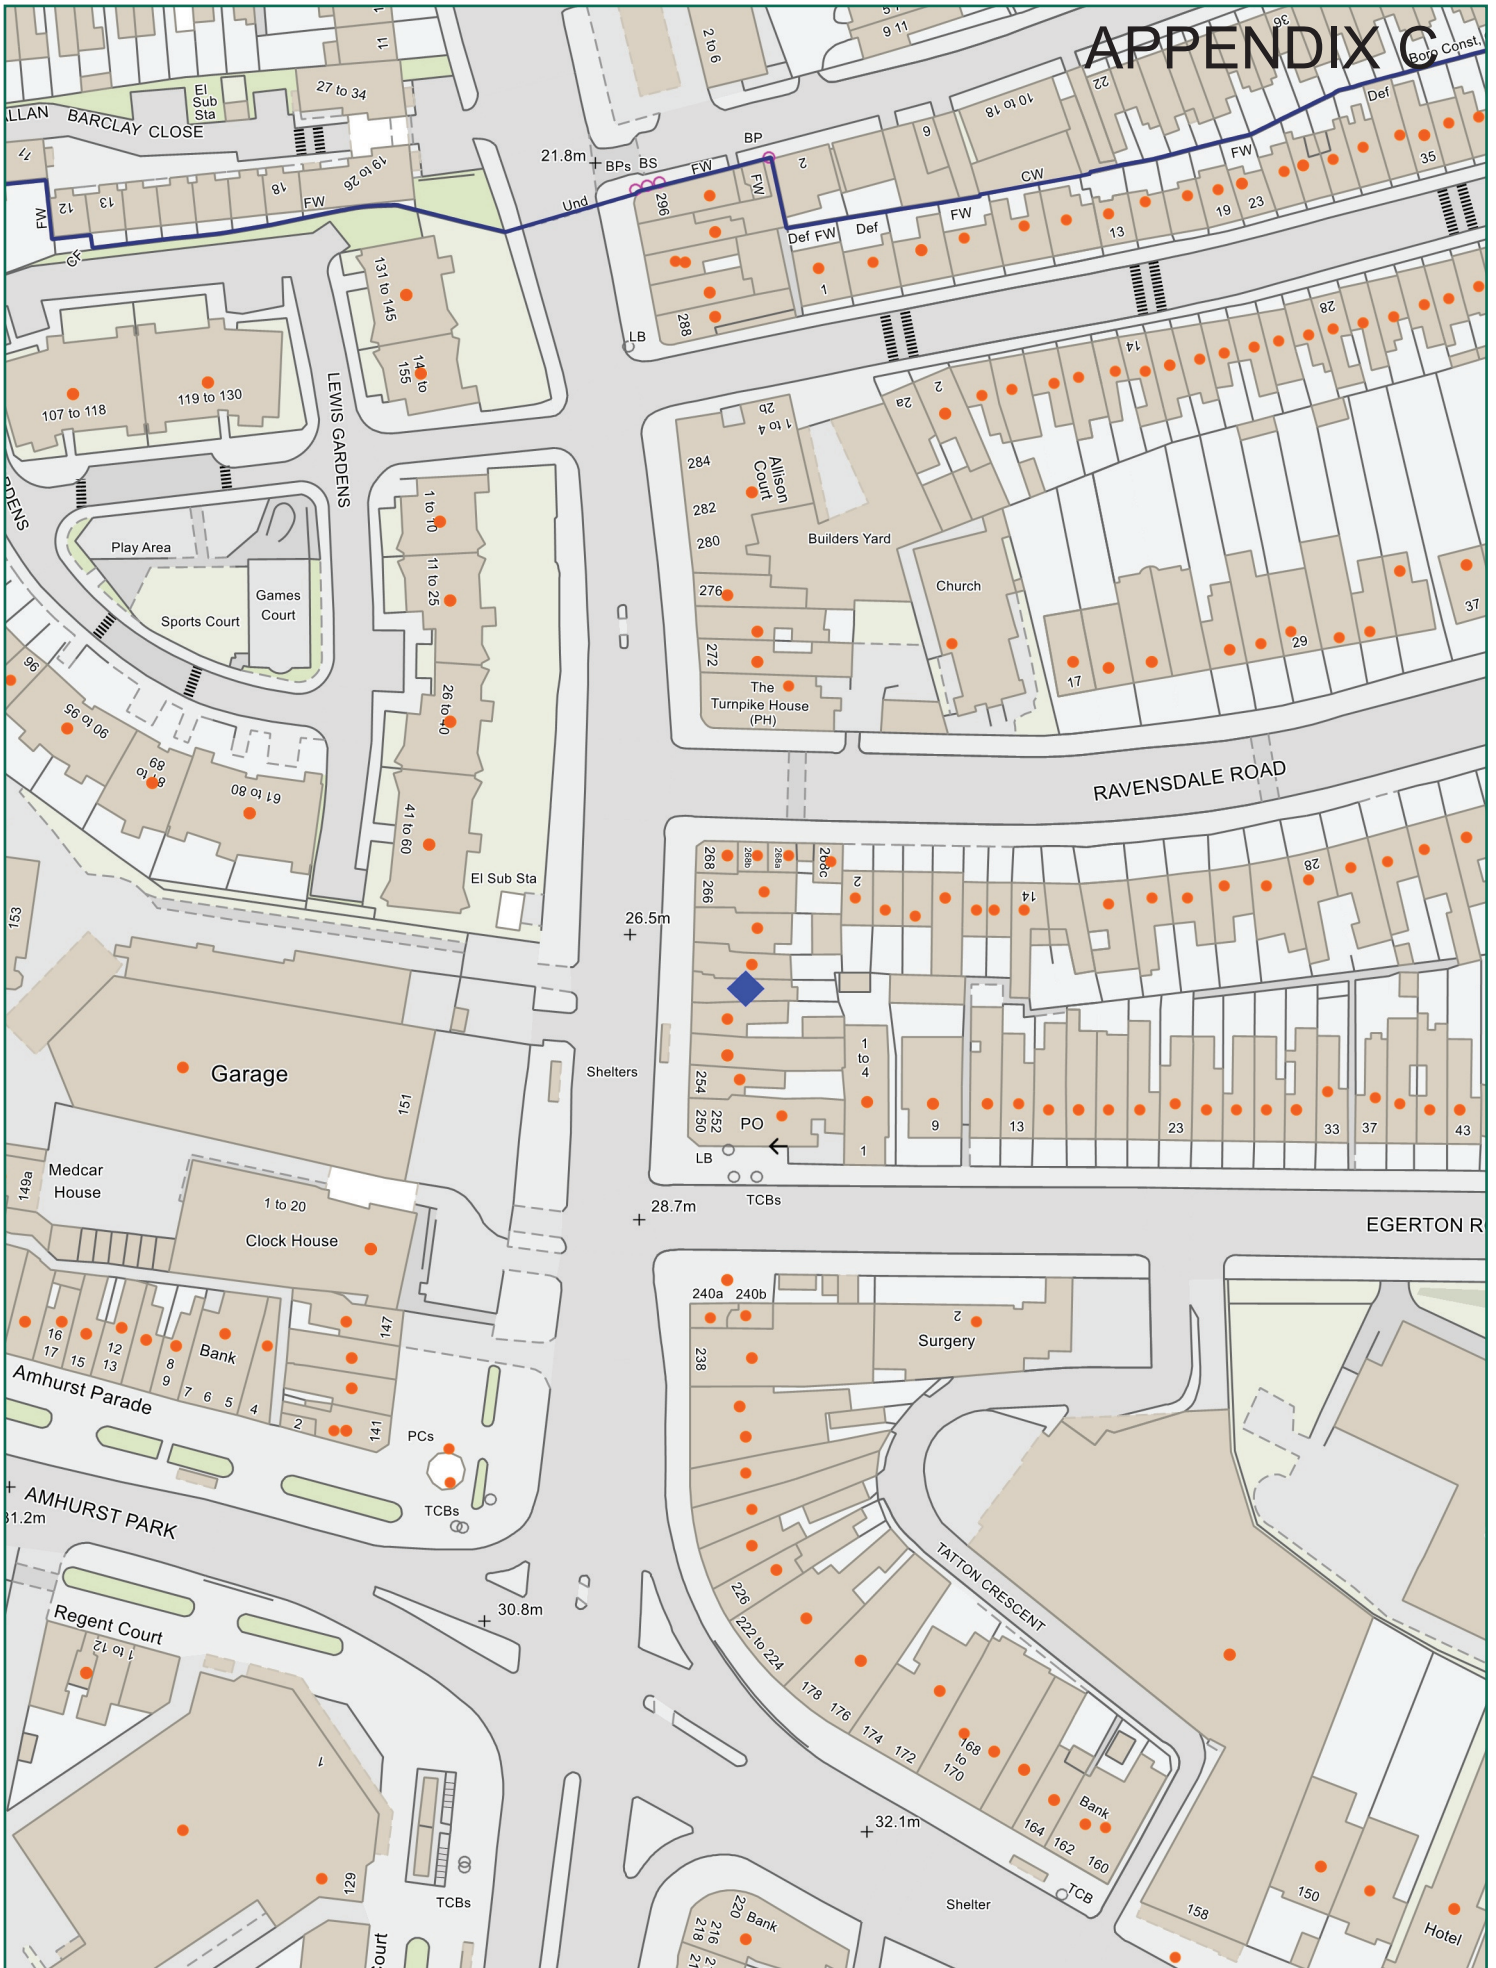 APPENDIX C
11
2 to 6
9 11
36
Boro Const,
El
Sub
Sta
27 to 34
LLAN BARCLAY CLOSE
22
10 to 18
Def
6
BP
21.8m
BPs
BS
FW
2
FW
35
71
19 to 26
18
13
12
FW
FW
CF
Und
296
FW
CW
FW
23
19
13
Def
FW
Def
1
131 to 145
288
LB
28
14
155
107 to 118
119 to 130
LEWIS GARDENS
2
2a
2b
1 to 4
Allison
Court
284
282
280
276
272
RDENS
Play Area
Sports Court
Games
Court
1 to 10
11 to 25
26 to 40
41 to 60
Builders Yard
Church
37
29
17
The
Turnpike House
(PH)
96
90 to 95
89
61 to 80
RAVENSDALE ROAD
268
268b
268a
268c
266
2
14
28
El Sub Sta
153
26.5m
Garage
151
Shelters
254
252
250
PO
1
to
4
1
9
13
23
33
37
43
LB
TCBs
149a
Medcar
House
1 to 20
Clock House
28.7m
EGERTON R
240a
240b
238
2
Surgery
147
16
17
15
12
13
8
9
7
6
5
4
Bank
2
141
Amhurst Parade
PCs
TCBs
AMHURST PARK
31.2m
30.8m
TATTON CRESCENT
226
222 to 224
178
176
174
172
168
to
170
164
162
160
Bank
Regent Court
1 to 12
1
129
TCBs
ourt
32.1m
Shelter
TCB
158
150
Hotel
220
Bank
216
218